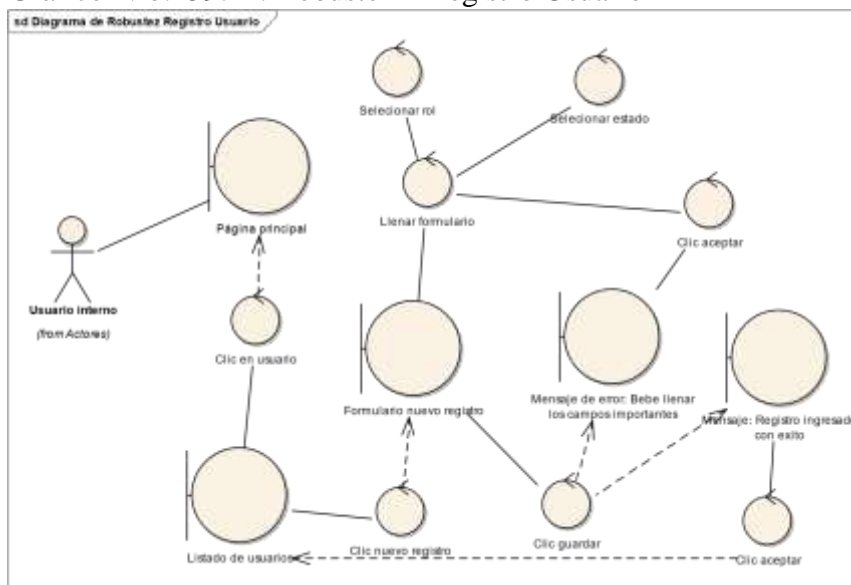 sd Diagrama de Robustez Registro Usuario
Selecionar rol
Selecionar estado
Página principal
Llenar formulario
Clic aceptar
Usuario interno
(from Actores)
Clic en usuario
Formulario nuevo registro
Mensaje de error: Bebe llenar
los campos importantes
Mensaje: Registro ingresado
con exito
Listado de usuarios
Clic nuevo registro
Clic guardar
Clic aceptar